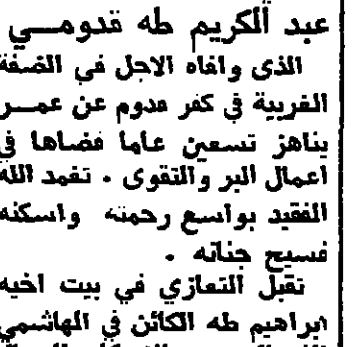 عبد الكريم طه قدومي
الذى وافاه الاجل في الضفة
الغربية في كفر قدوم عن عمر
يناهز تسعين عاما قضاها في
اعمال البر والتقوى . تغمد الله
الفقيد بواسع رحمته واسكنه
فسيح جنانه .
تقبل التعازي في بيت اخيه
ابراهيم طه الكائن في الهاشمي